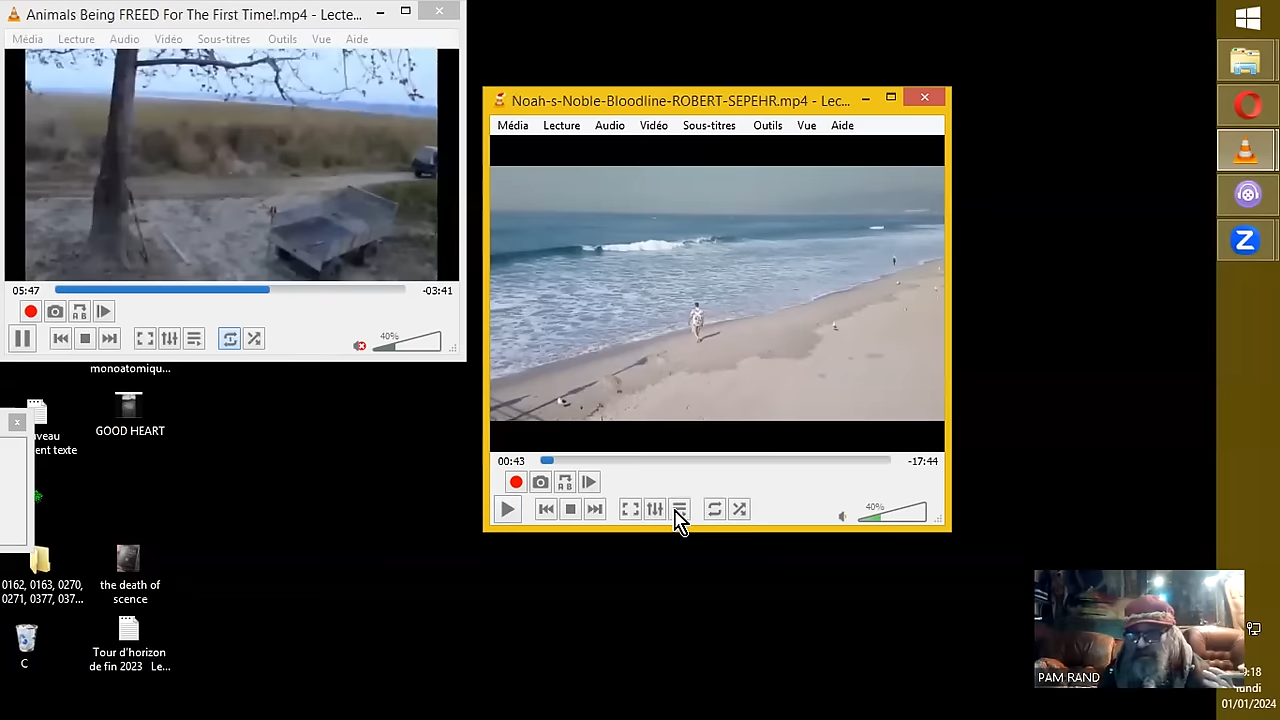 Animals Being FREED For The First Time!.mp4 - Lecte...
Média Lecture Audio Vidéo Sous-titres Outils Vue Aide
05:47 -03:41
40%
Noah-s-Noble-Bloodline-ROBERT-SEPEHR.mp4 - Lec...
Média Lecture Audio Vidéo Sous-titres Outils Vue Aide
00:43 -17:44
40%
monoatomiqu...
GOOD HEART
ent texte
0162, 0163, 0270,
0271, 0377, 037...
the death of
scence
C
Tour d'horizon
de fin 2023 Le...
PAM RAND
:18
01/01/2024